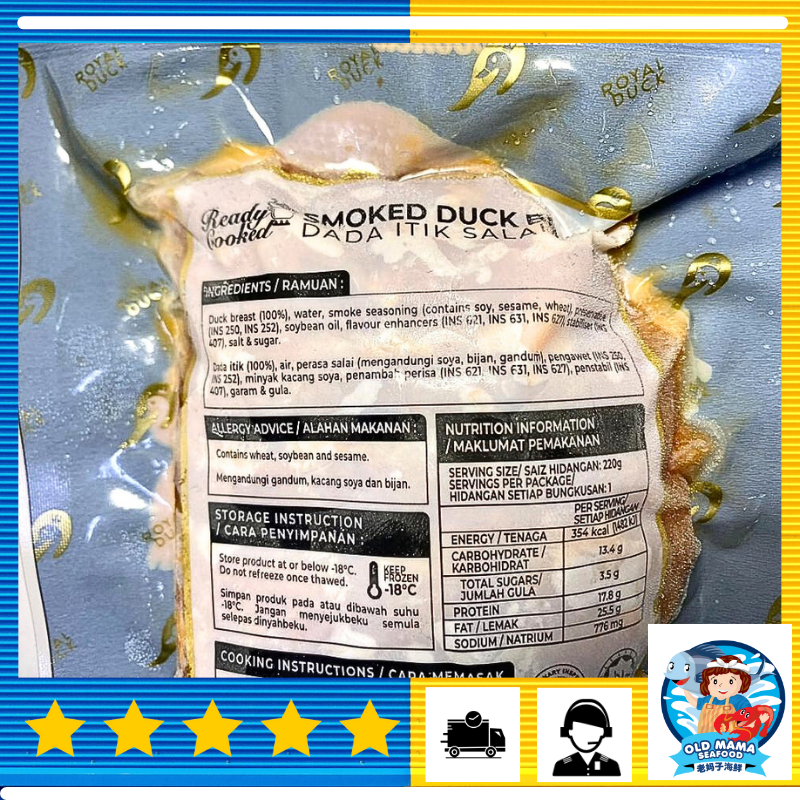 ROYAL
DUCK
ROYAL
DUCK
Ready
Cooked
SMOKED DUCK
DADA ITIK SALAI
INGREDIENTS / RAMUAN :
Duck breast (100%), water, smoke seasoning (contains soy, sesame, wheat), preservative
(INS 250, INS 252), soybean oil, flavour enhancers (INS 621, INS 631, INS 627), stabiliser (INS
407), salt & sugar.
Dada itik (100%), air, perasa salai (mengandungi soya, bijan, gandum), pengawet (INS 250,
INS 252), minyak kacang soya, penambah perisa (INS 621, INS 631, INS 627), penstabil (INS
407), garam & gula.
ALLERGY ADVICE / ALAHAN MAKANAN :
Contains wheat, soybean and sesame.
Mengandungi gandum, kacang soya dan bijan.
STORAGE INSTRUCTION
/ CARA PENYIMPANAN :
Store product at or below -18°C.
Do not refreeze once thawed.
KEEP
FROZEN
-18°C
Simpan produk pada atau dibawah suhu
-18°C. Jangan menyejukbeku semula
selepas dinyahbeku.
COOKING INSTRUCTIONS / CARA MEMASAK
NUTRITION INFORMATION
/ MAKLUMAT PEMAKANAN
SERVING SIZE/ SAIZ HIDANGAN: 220g
SERVINGS PER PACKAGE/
HIDANGAN SETIAP BUNGKUSAN: 1
PER SERVING/
SETIAP HIDANGAN
ENERGY / TENAGA 354 kcal (1482 kJ)
CARBOHYDRATE / KARBOHIDRAT 13.4 g
TOTAL SUGARS/ JUMLAH GULA 3.5 g
PROTEIN 17.8 g
FAT / LEMAK 25.5 g
SODIUM / NATRIUM 776 mg
OLD MAMA
SEAFOOD
老妈子海鲜